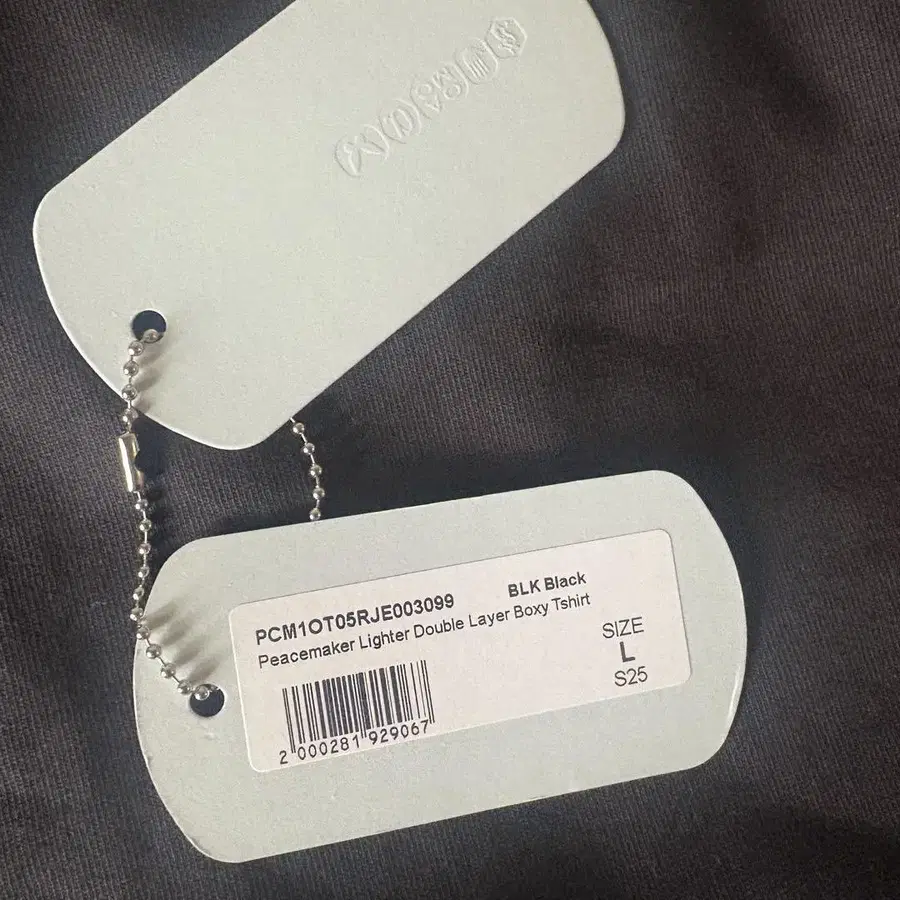 PCM1OT05RJE003099 BLK Black
Peacemaker Lighter Double Layer Boxy Tshirt
SIZE
L
S25
2 000281 929067